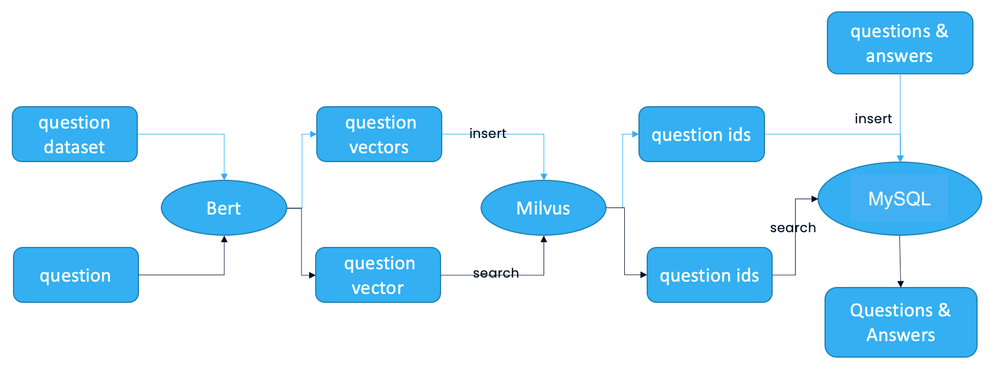 questions &
answers
question
dataset
question
vectors
insert
question ids
insert
Bert
Milvus
MySQL
question
question
vector
search
question ids
search
Questions &
Answers